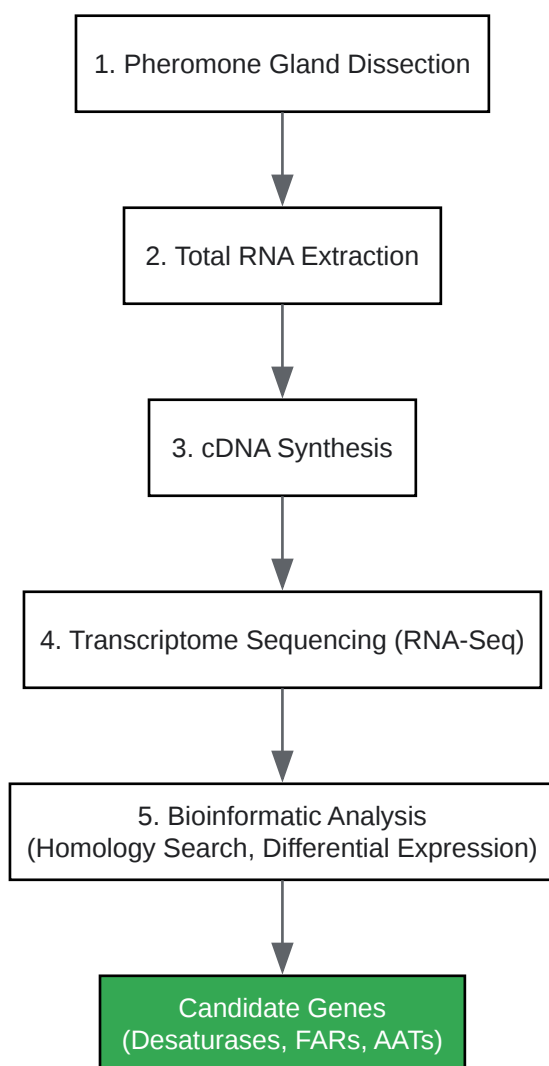 1. Pheromone Gland Dissection
2. Total RNA Extraction
3. cDNA Synthesis
4. Transcriptome Sequencing (RNA-Seq)
5. Bioinformatic Analysis
(Homology Search, Differential Expression)
Candidate Genes
(Desaturases, FARs, AATs)